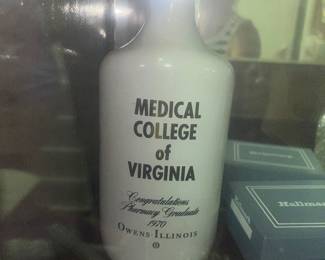 MEDICAL
COLLEGE
of
VIRGINIA
Congratulations
Pharmacy Graduate
1970
OWENS-ILLINOIS
Hallmark